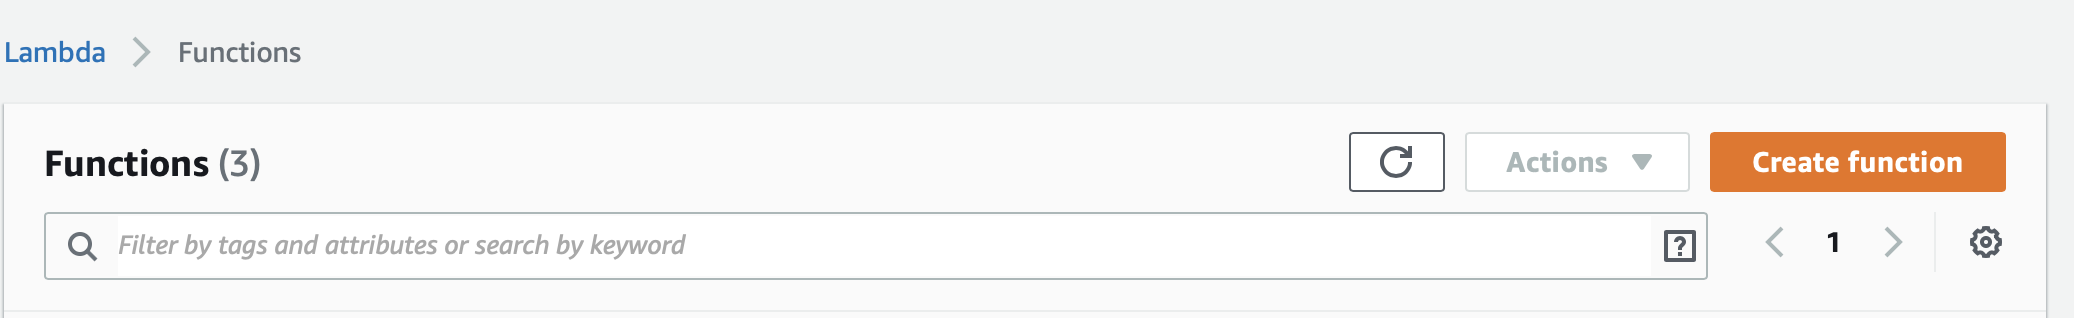 Lambda > Functions
Functions (3)
Actions
Create function
Filter by tags and attributes or search by keyword
?
1